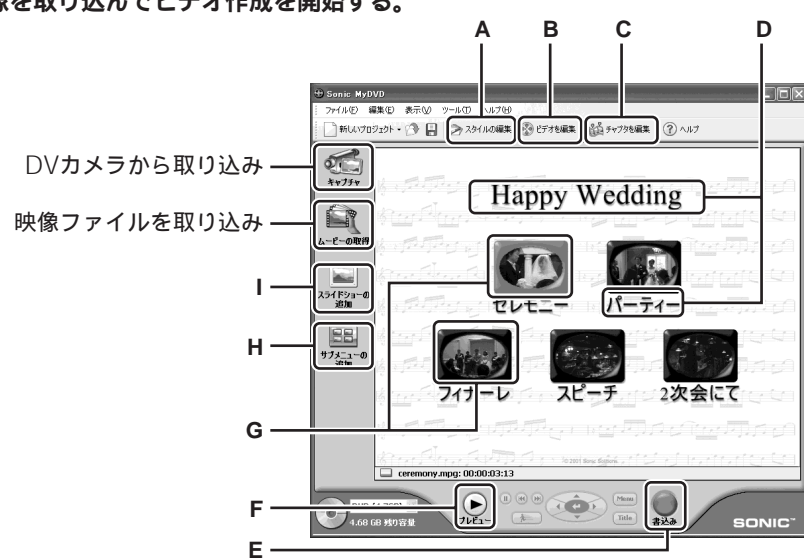 像を取り込んでビデオ作成を開始する。
A B C D
Sonic MyDVD
ファイル(F) 編集(E) 表示(V) ツール(T) ヘルプ(H)
新しいプロジェクト スタイルの編集 ビデオを編集 チャプタを編集 ヘルプ
DVカメラから取り込み
キャプチャ
Happy Wedding
映像ファイルを取り込み
ムービーの取得
I
スライドショーの
追加
セレモニー パーティー
H
サブメニューの
追加
フィナーレ スピーチ 2次会にて
G
ceremony.mpg: 00:00:03:13
F
プレビュー
Menu
Title
書込み
4.68 GB 残り容量
SONIC
E